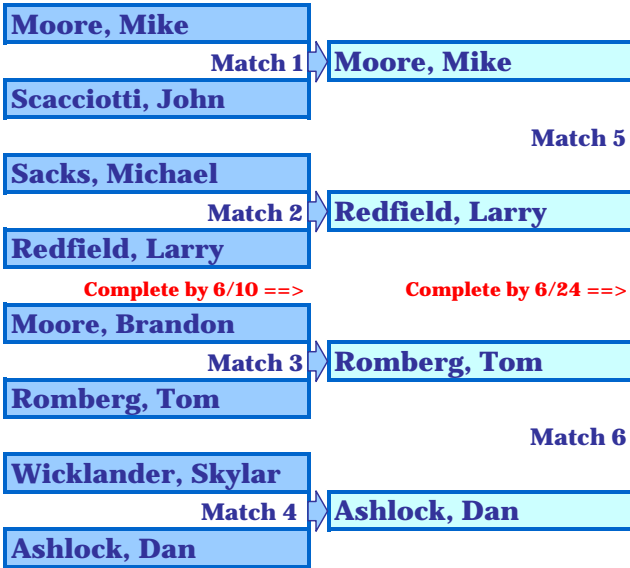 Moore, Mike
Match 1
Moore, Mike
Scacciotti, John
Match 5
Sacks, Michael
Match 2
Redfield, Larry
Redfield, Larry
Complete by 6/10 ==>
Complete by 6/24 ==>
Moore, Brandon
Match 3
Romberg, Tom
Romberg, Tom
Match 6
Wicklander, Skylar
Match 4
Ashlock, Dan
Ashlock, Dan